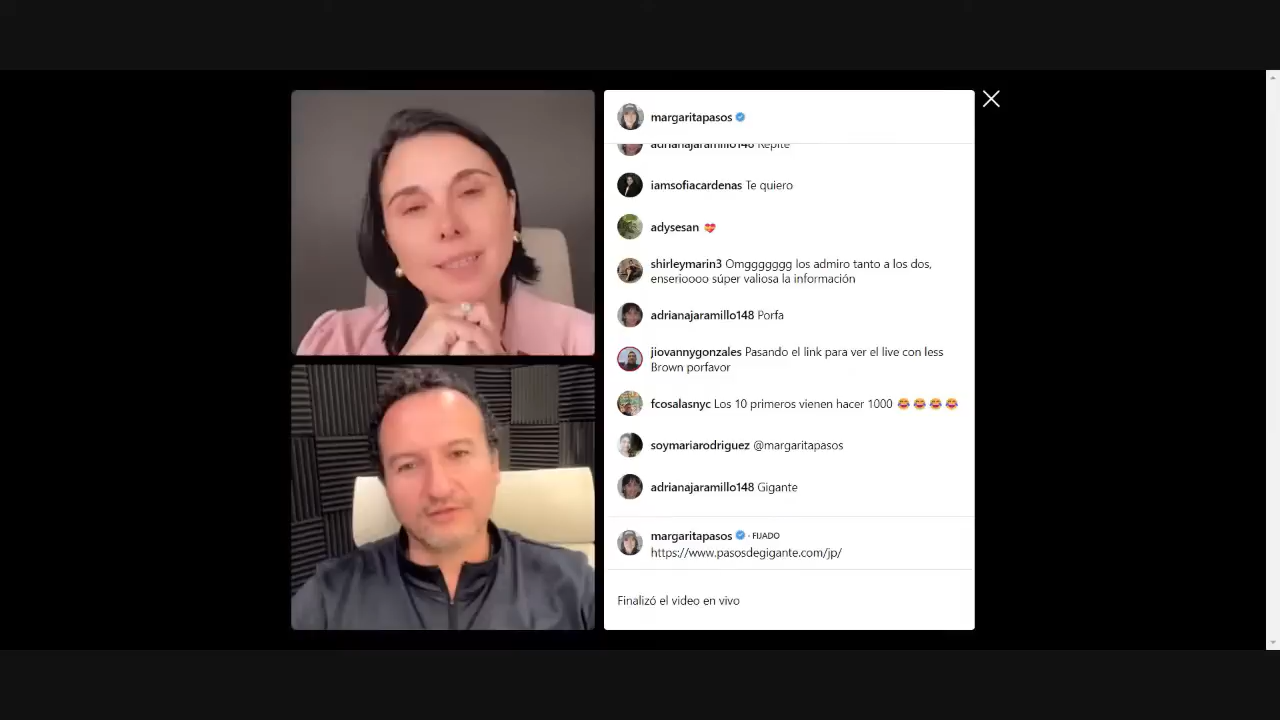 margaritapasos
adrianajaramillo148 Repite
iamsofiacardenas Te quiero
adysesan 💝
shirleymarin3 Omggggggg los admiro tanto a los dos,
enserioooo súper valiosa la información
adrianajaramillo148 Porfa
jiovannygonzales Pasando el link para ver el live con less
Brown porfavor
fcosalasnyc Los 10 primeros vienen hacer 1000 😂😂😂😂
soymariarodriguez @margaritapasos
adrianajaramillo148 Gigante
margaritapasos · FIJADO
https://www.pasosdegigante.com/jp/
Finalizó el video en vivo